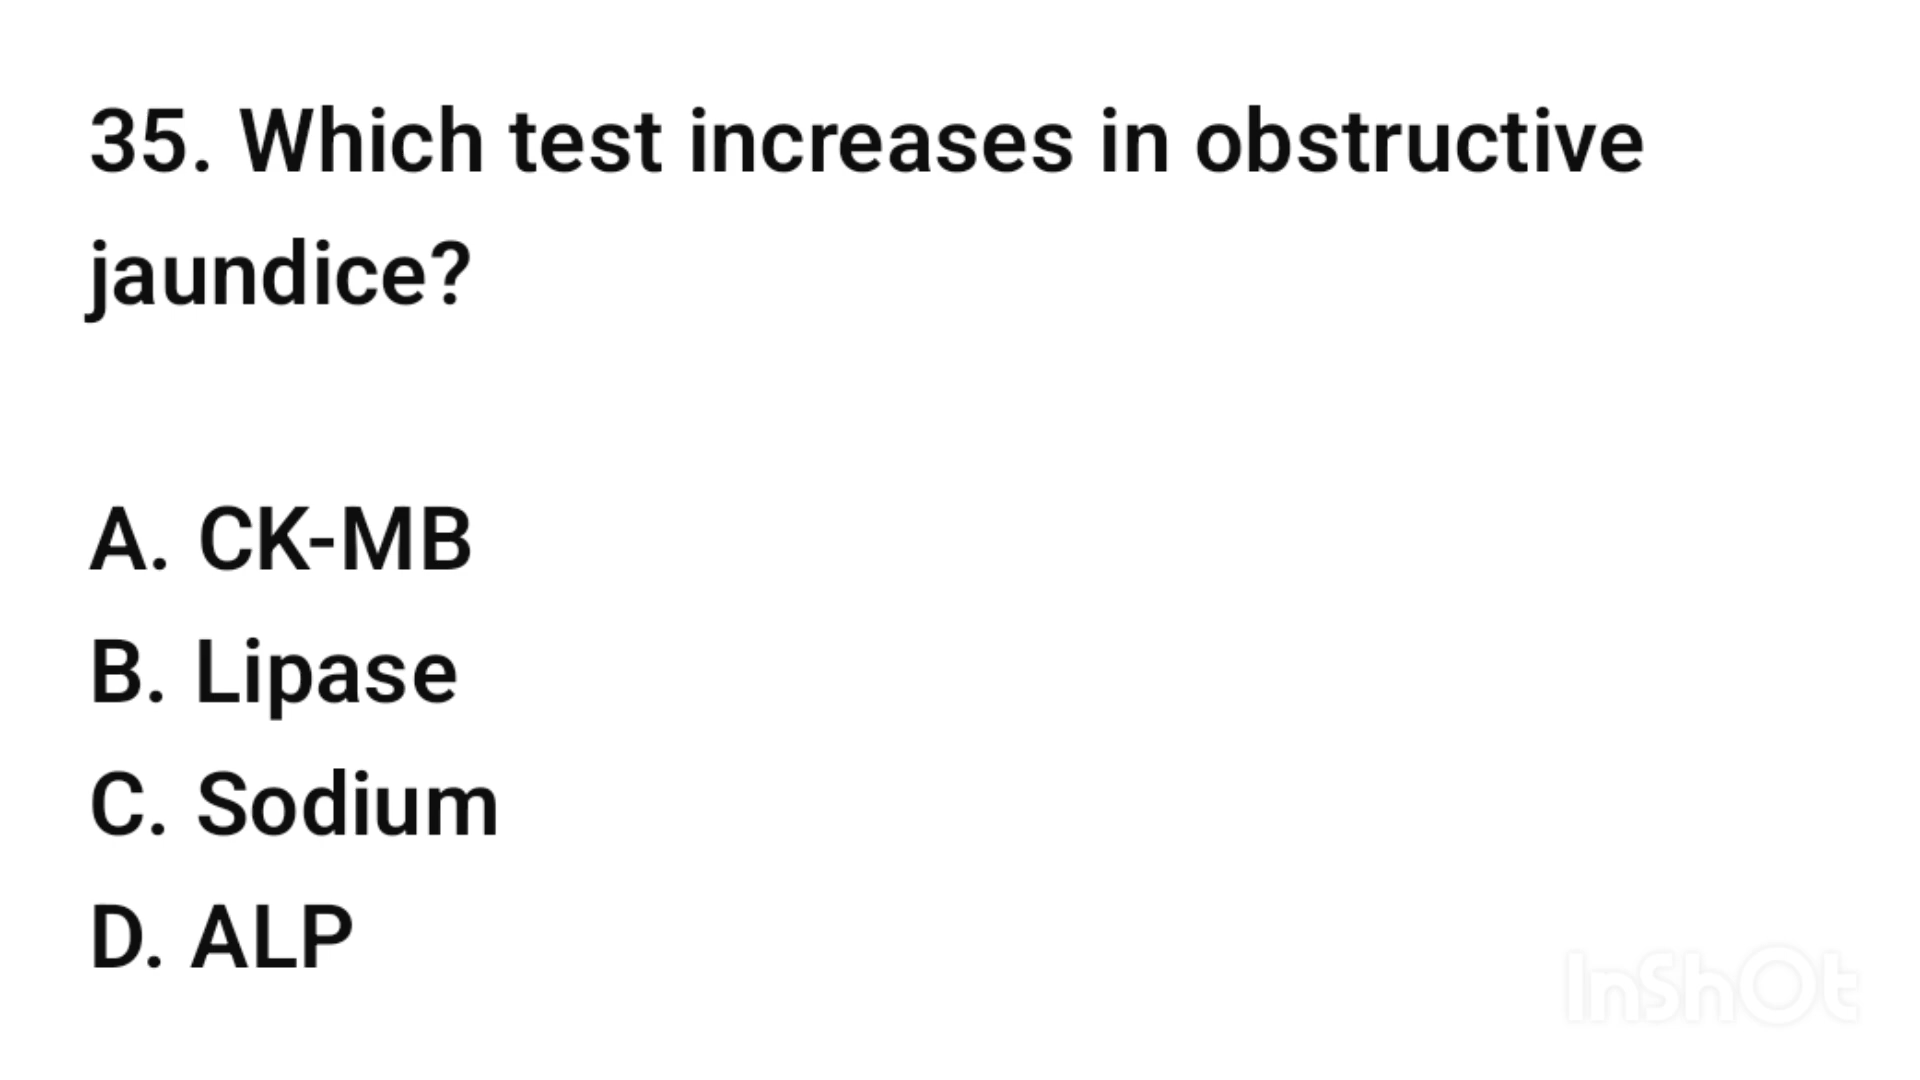 35. Which test increases in obstructive
jaundice?
A. CK-MB
B. Lipase
C. Sodium
D. ALP
InShOt